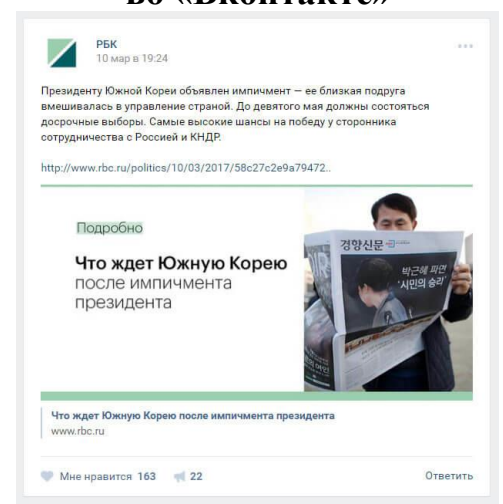 во «Вконтакте»
РБК
10 мар в 19:24
Президенту Южной Кореи объявлен импичмент — ее близкая подруга
вмешивалась в управление страной. До девятого мая должны состояться
досрочные выборы. Самые высокие шансы на победу у сторонника
сотрудничества с Россией и КНДР.
http://www.rbc.ru/politics/10/03/2017/58c27c2e9a79472..
Подробно
Что ждет Южную Корею
после импичмента
президента
경향신문
박근혜 파면
‘시민의 승리’
Что ждет Южную Корею после импичмента президента
www.rbc.ru
Мне нравится 163 22
Ответить